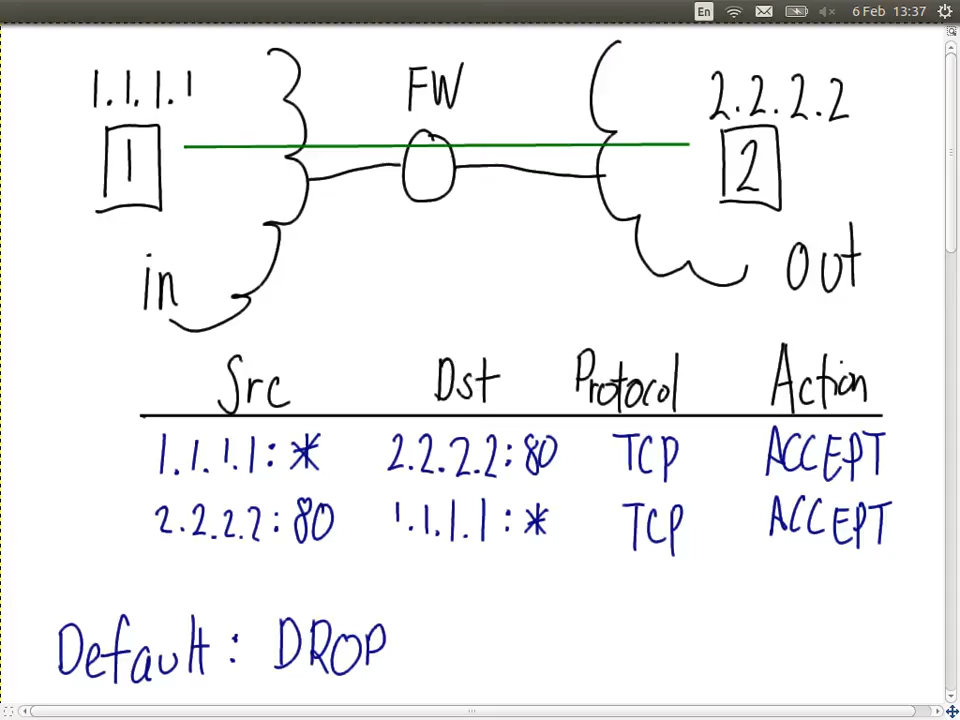 En 6 Feb 13:37
1.1.1.1 FW 2.2.2.2
1 2
in out
Src Dst Protocol Action
1.1.1.1:* 2.2.2.2:80 TCP ACCEPT
2.2.2.2:80 1.1.1.1:* TCP ACCEPT
Default: DROP